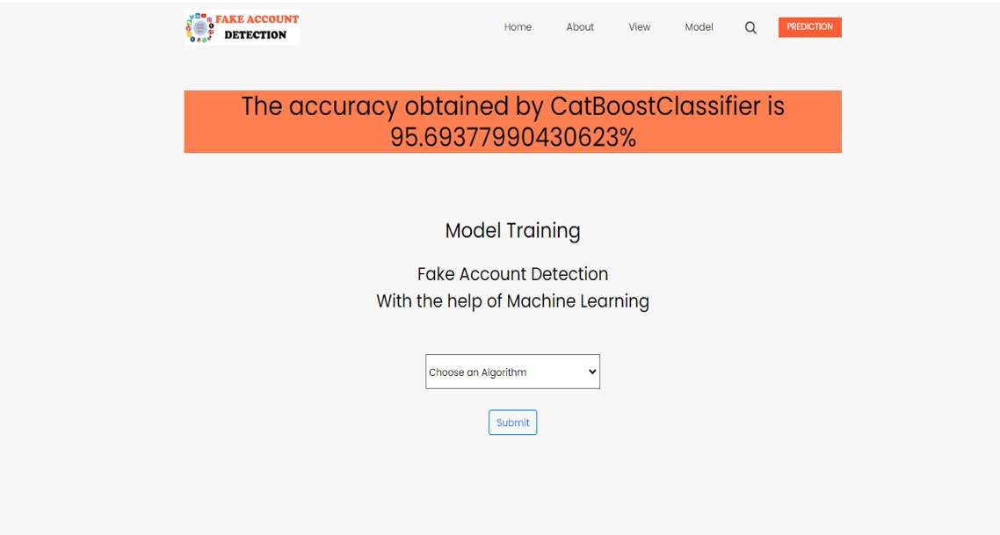 FAKE ACCOUNT
DETECTION
Home About View Model PREDICTION
The accuracy obtained by CatBoostClassifier is
95.69377990430623%
Model Training
Fake Account Detection
With the help of Machine Learning
Choose an Algorithm
Submit